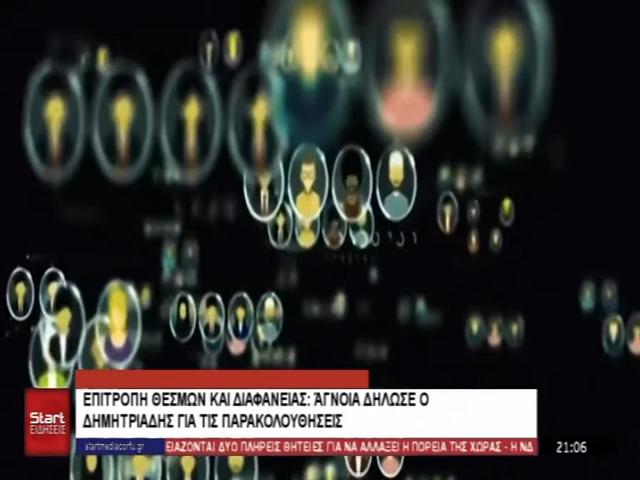 ΕΠΙΤΡΟΠΗ ΘΕΣΜΩΝ ΚΑΙ ΔΙΑΦΑΝΕΙΑΣ: ΆΓΝΟΙΑ ΔΗΛΩΣΕ Ο
ΔΗΜΗΤΡΙΑΔΗΣ ΓΙΑ ΤΙΣ ΠΑΡΑΚΟΛΟΥΘΗΣΕΙΣ
Start
ΕΙΔΗΣΕΙΣ
startmediacorfu.gr ΕΙΑΖΟΝΤΑΙ ΔΥΟ ΠΛΗΡΕΙΣ ΘΗΤΕΙΕΣ ΓΙΑ ΝΑ ΑΛΛΑΞΕΙ Η ΠΟΡΕΙΑ ΤΗΣ ΧΩΡΑΣ - Η ΝΔ 21:06